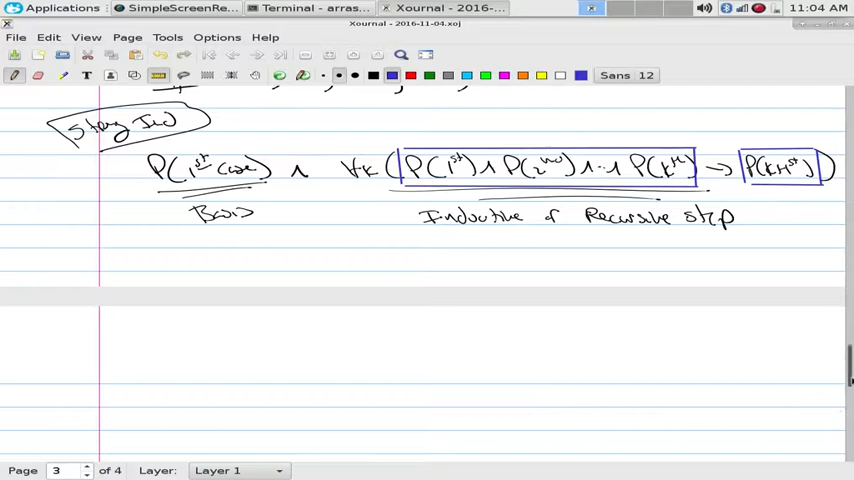 Applications
SimpleScreenRe...
Terminal - arras...
Xournal - 2016-...
11:04 AM
Xournal - 2016-11-04.xoj
File Edit View Page Tools Options Help
Sans 12
Strong Ind
P(1st case) ∧ ∀k (P(1st) ∧ P(2nd) ∧ ... ∧ P(kth) → P(k+1st))
Basis Inductive or Recursive step
Page 3 of 4 Layer: Layer 1